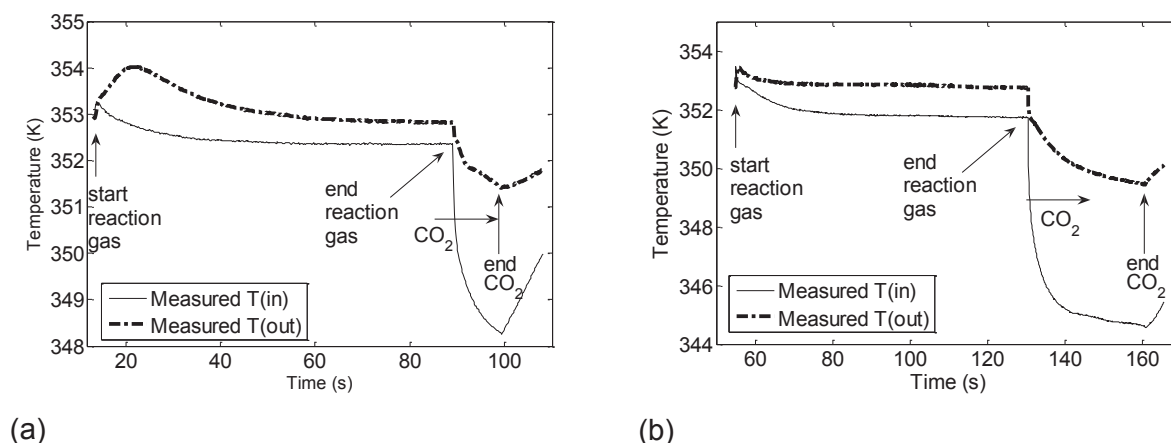 355
354
353
352
351
350
349
348
Temperature (K)
start
reaction
gas
end
reaction
gas
CO2
end
CO2
Measured T(in)
Measured T(out)
20 40 60 80 100
Time (s)
(a)
354
352
350
348
346
344
Temperature (K)
start
reaction
gas
end
reaction
gas
CO2
end
CO2
Measured T(in)
Measured T(out)
60 80 100 120 140 160
Time (s)
(b)